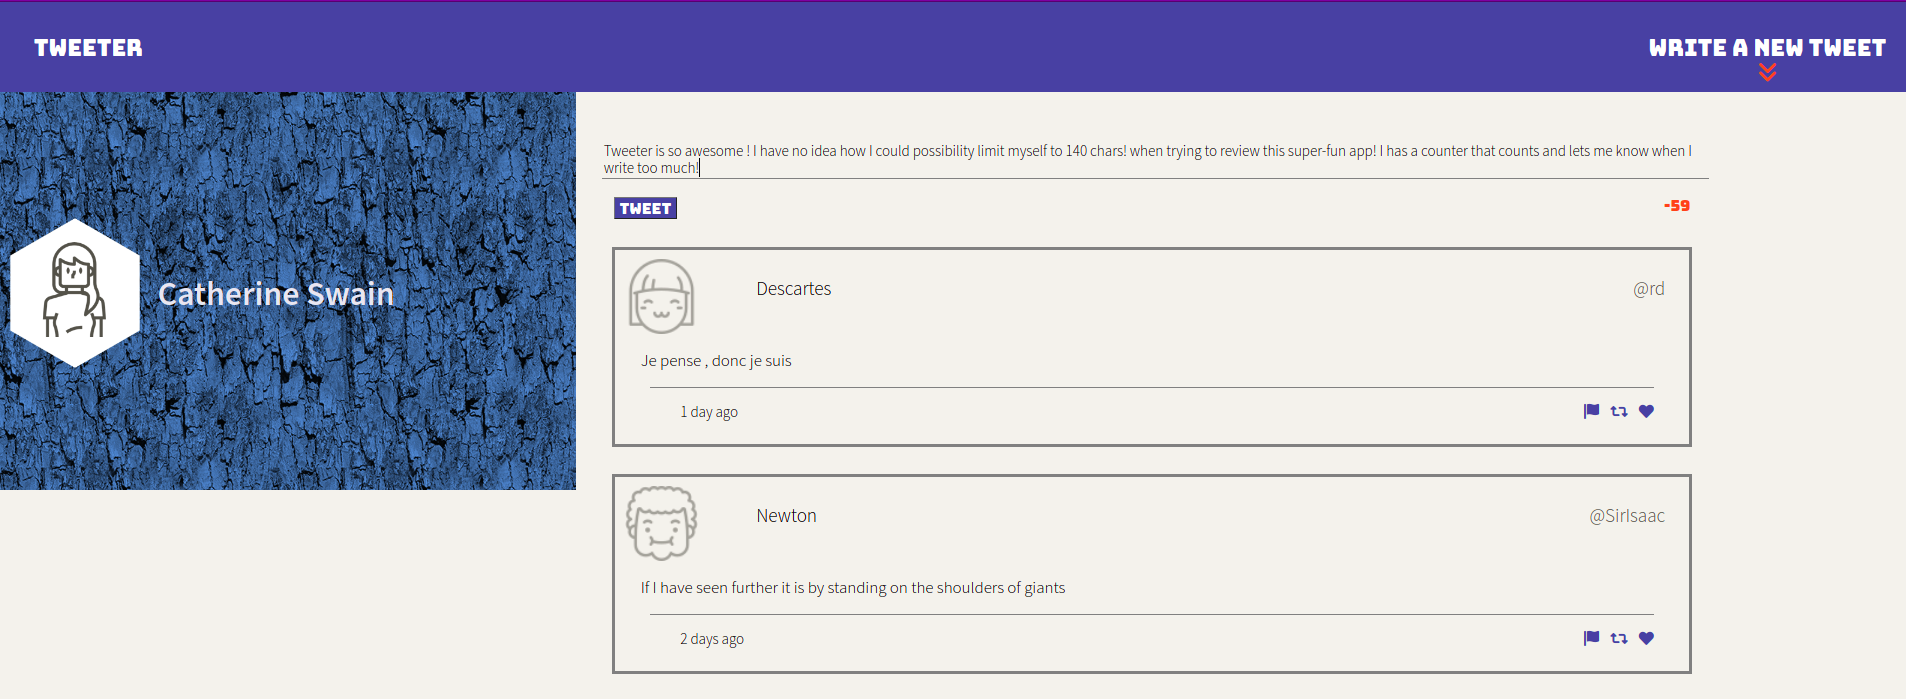 TWEETER
WRITE A NEW TWEET
Catherine Swain
Tweeter is so awesome ! I have no idea how I could possibility limit myself to 140 chars! when trying to review this super-fun app! I has a counter that counts and lets me know when I
write too much!
TWEET
-59
Descartes
@rd
Je pense , donc je suis
1 day ago
Newton
@SirIsaac
If I have seen further it is by standing on the shoulders of giants
2 days ago